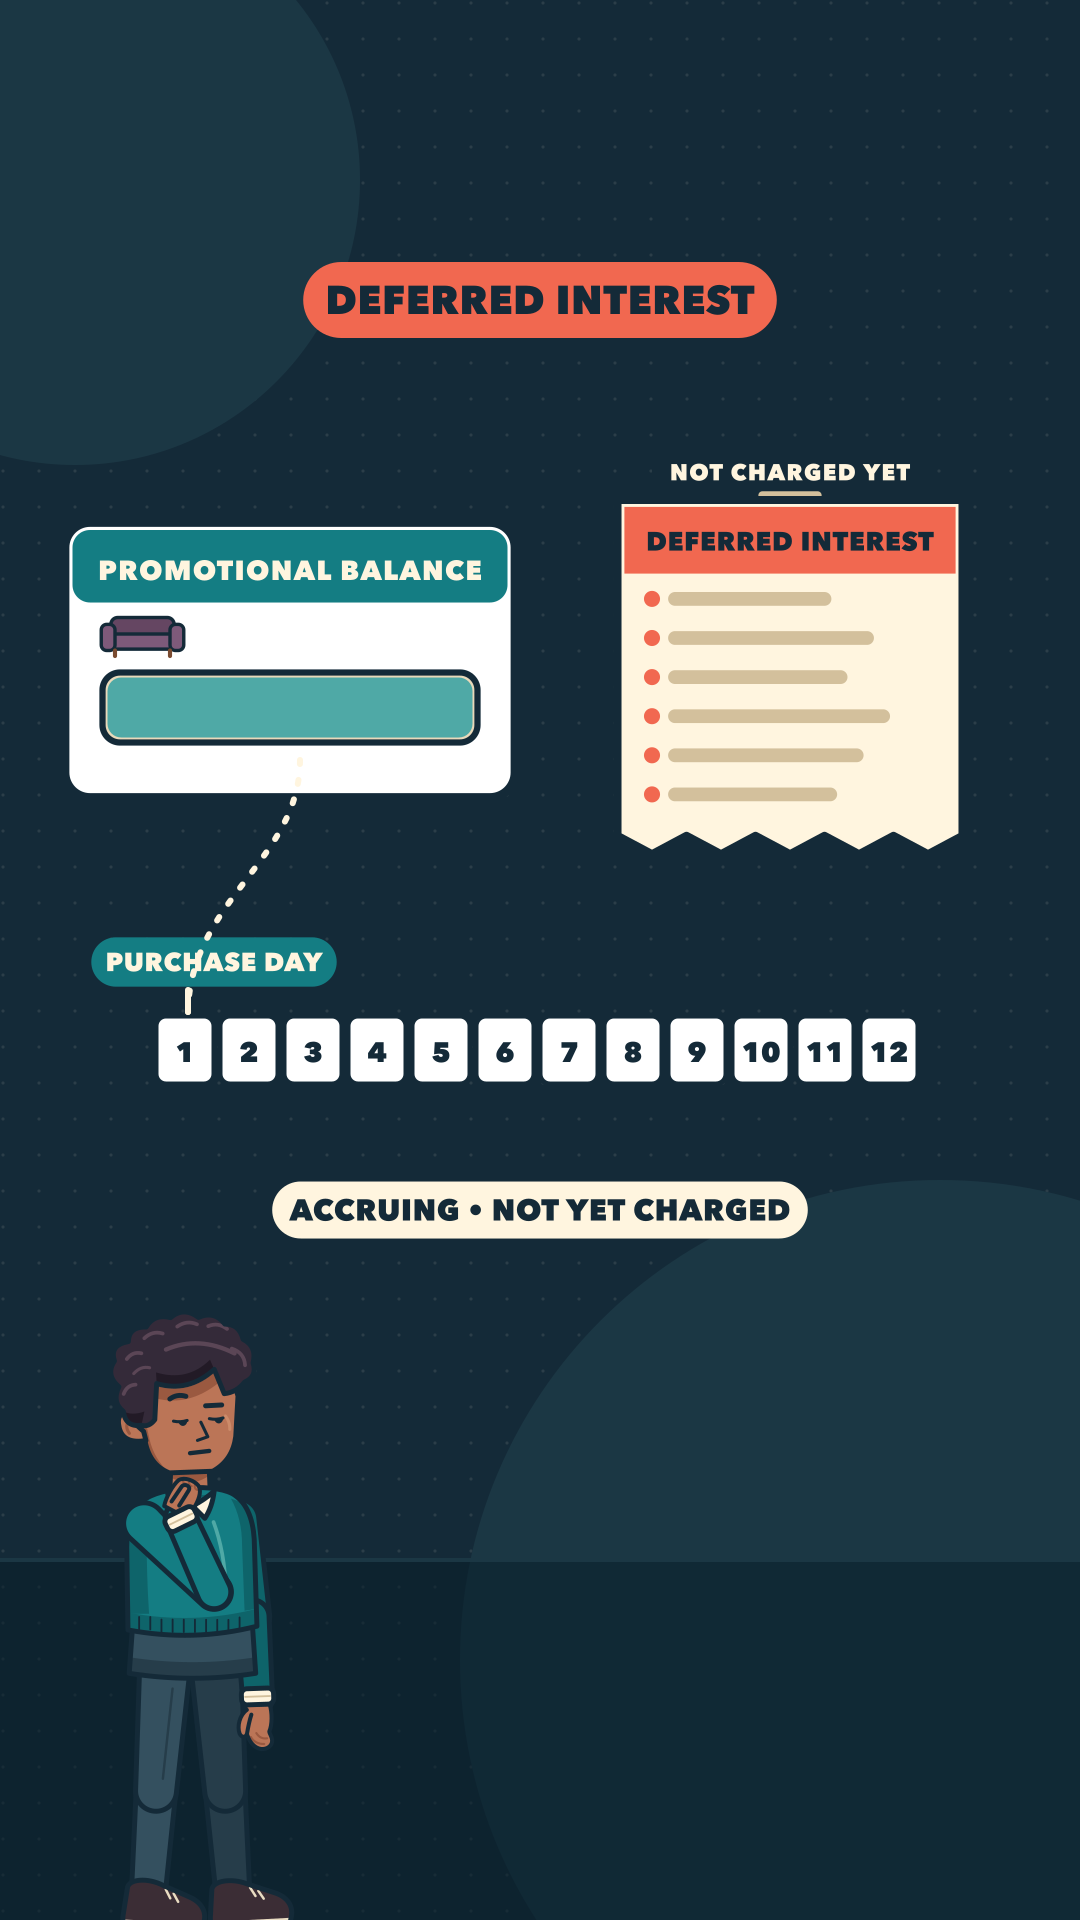 DEFERRED INTEREST
NOT CHARGED YET
DEFERRED INTEREST
PROMOTIONAL BALANCE
PURCHASE DAY
1 2 3 4 5 6 7 8 9 10 11 12
ACCRUING • NOT YET CHARGED